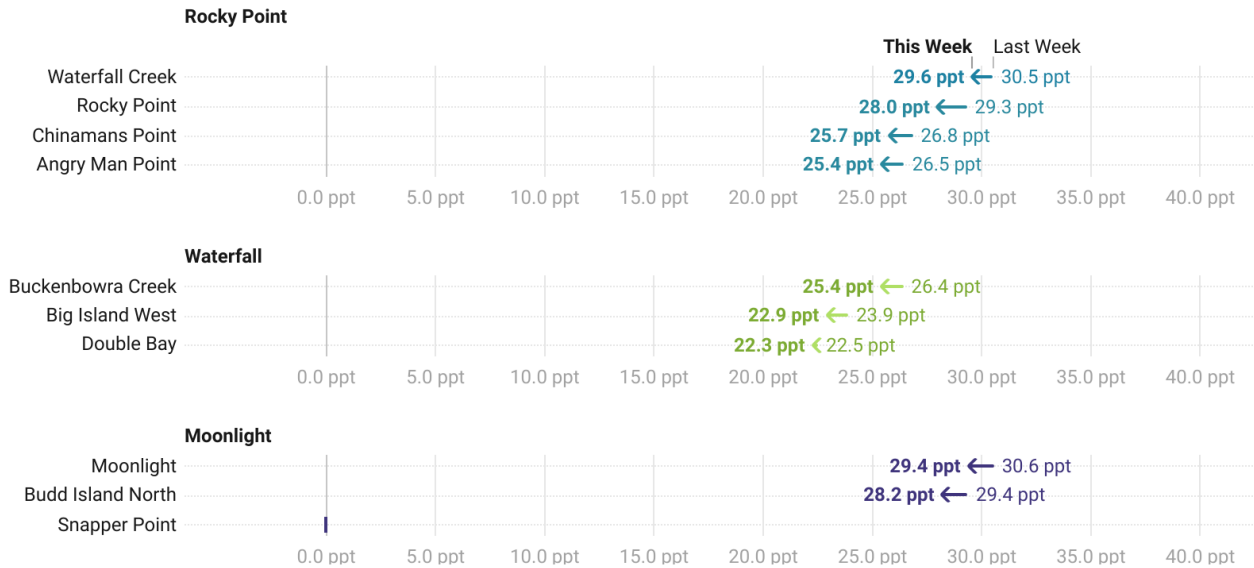 Rocky Point
This Week Last Week
Waterfall Creek 29.6 ppt 30.5 ppt
Rocky Point 28.0 ppt 29.3 ppt
Chinamans Point 25.7 ppt 26.8 ppt
Angry Man Point 25.4 ppt 26.5 ppt
0.0 ppt 5.0 ppt 10.0 ppt 15.0 ppt 20.0 ppt 25.0 ppt 30.0 ppt 35.0 ppt 40.0 ppt
Waterfall
Buckenbowra Creek 25.4 ppt 26.4 ppt
Big Island West 22.9 ppt 23.9 ppt
Double Bay 22.3 ppt 22.5 ppt
0.0 ppt 5.0 ppt 10.0 ppt 15.0 ppt 20.0 ppt 25.0 ppt 30.0 ppt 35.0 ppt 40.0 ppt
Moonlight
Moonlight 29.4 ppt 30.6 ppt
Budd Island North 28.2 ppt 29.4 ppt
Snapper Point
0.0 ppt 5.0 ppt 10.0 ppt 15.0 ppt 20.0 ppt 25.0 ppt 30.0 ppt 35.0 ppt 40.0 ppt